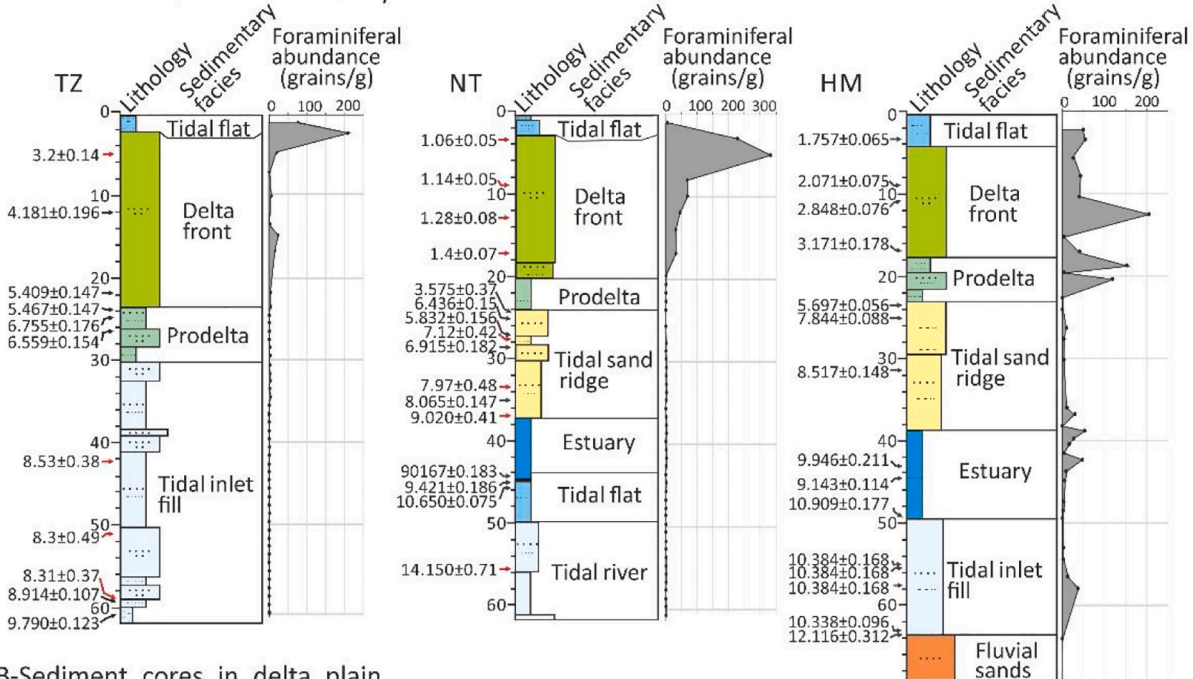 TZ
Lithology
Sedimentary
facies
Foraminiferal
abundance
(grains/g)
0 100 200
0
10
20
30
40
50
60
3.2±0.14
4.181±0.196
5.409±0.147
5.467±0.147
6.755±0.176
6.559±0.154
8.53±0.38
8.3±0.49
8.31±0.37
8.914±0.107
9.790±0.123
Tidal flat
Delta
front
Prodelta
Tidal inlet
fill
NT
Lithology
Sedimentary
facies
Foraminiferal
abundance
(grains/g)
0 100 200 300
0
10
20
30
40
50
60
1.06±0.05
1.14±0.05
1.28±0.08
1.4±0.07
3.575±0.37
6.436±0.15
5.832±0.156
7.12±0.42
6.915±0.182
7.97±0.48
8.065±0.147
9.020±0.41
90167±0.183
9.421±0.186
10.650±0.075
14.150±0.71
Tidal flat
Delta
front
Prodelta
Tidal sand
ridge
Estuary
Tidal flat
Tidal river
HM
Lithology
Sedimentary
facies
Foraminiferal
abundance
(grains/g)
0 100 200
0
10
20
30
40
50
60
1.757±0.065
2.071±0.075
2.848±0.076
3.171±0.178
5.697±0.056
7.844±0.088
8.517±0.148
9.946±0.211
9.143±0.114
10.909±0.177
10.384±0.168
10.384±0.168
10.384±0.168
10.338±0.096
12.116±0.312
Tidal flat
Delta
front
Prodelta
Tidal sand
ridge
Estuary
Tidal inlet
fill
Fluvial
sands
B-Sediment cores in delta plain